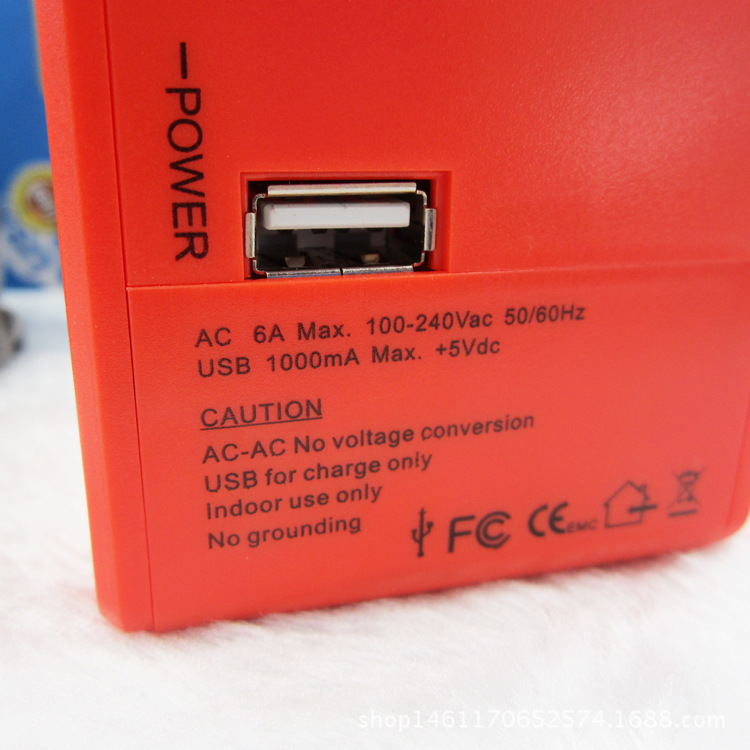 POWER
AC 6A Max. 100-240Vac 50/60Hz
USB 1000mA Max. +5Vdc
CAUTION
AC-AC No voltage conversion
USB for charge only
Indoor use only
No grounding
FC CE EMC
shop1461170652574.1688.com